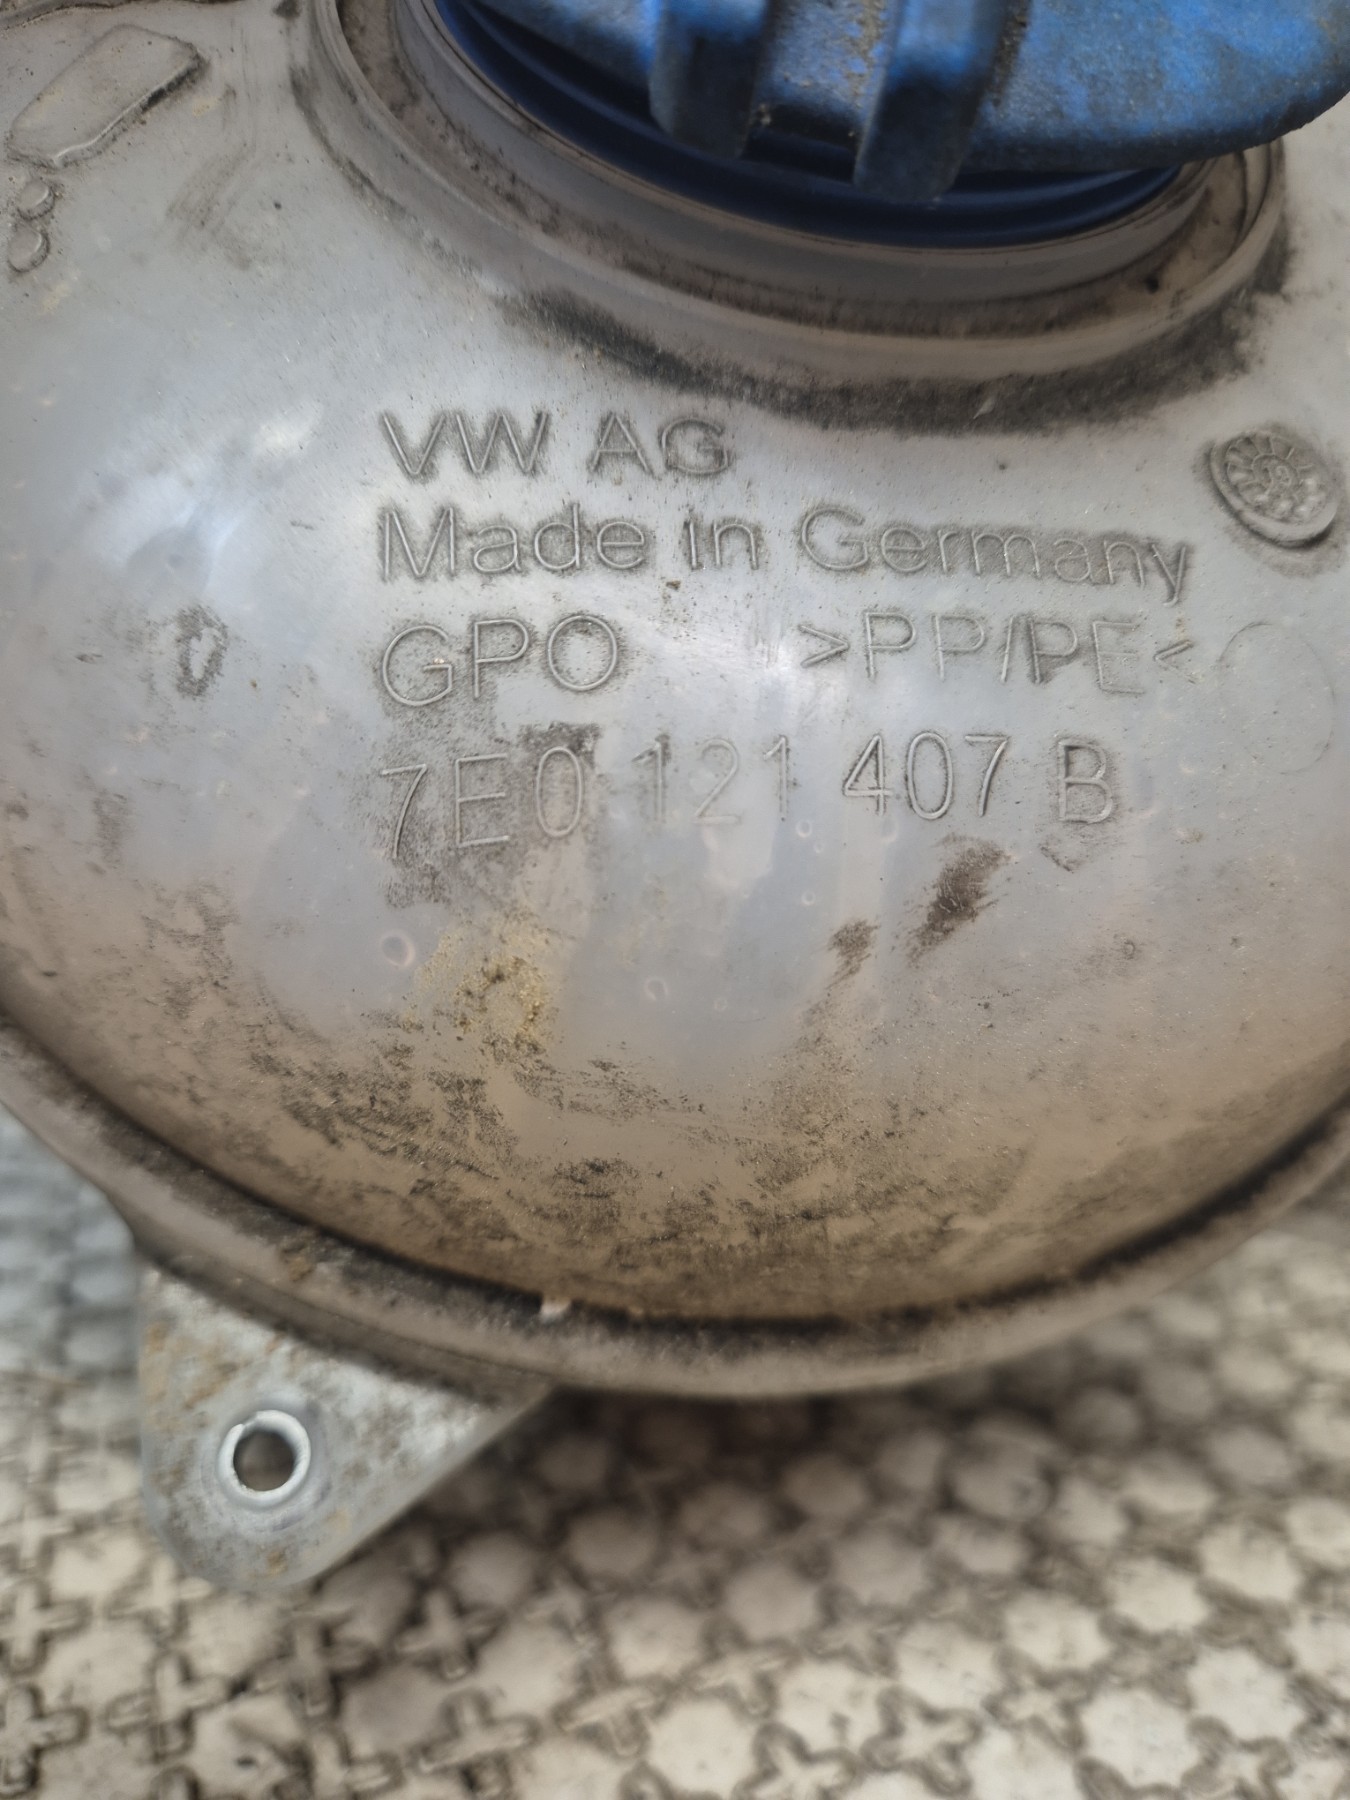 VW AG
Made in Germany
GPO >PP/PE<
7E0 121 407 B